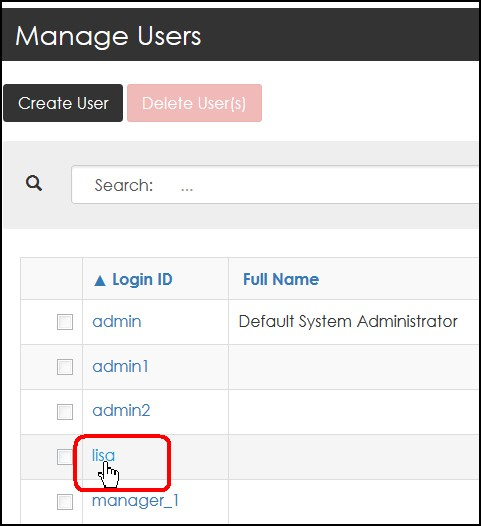 Manage Users
Create User Delete User(s)
Search: ...
▲ Login ID Full Name
admin Default System Administrator
admin1
admin2
lisa
manager_1